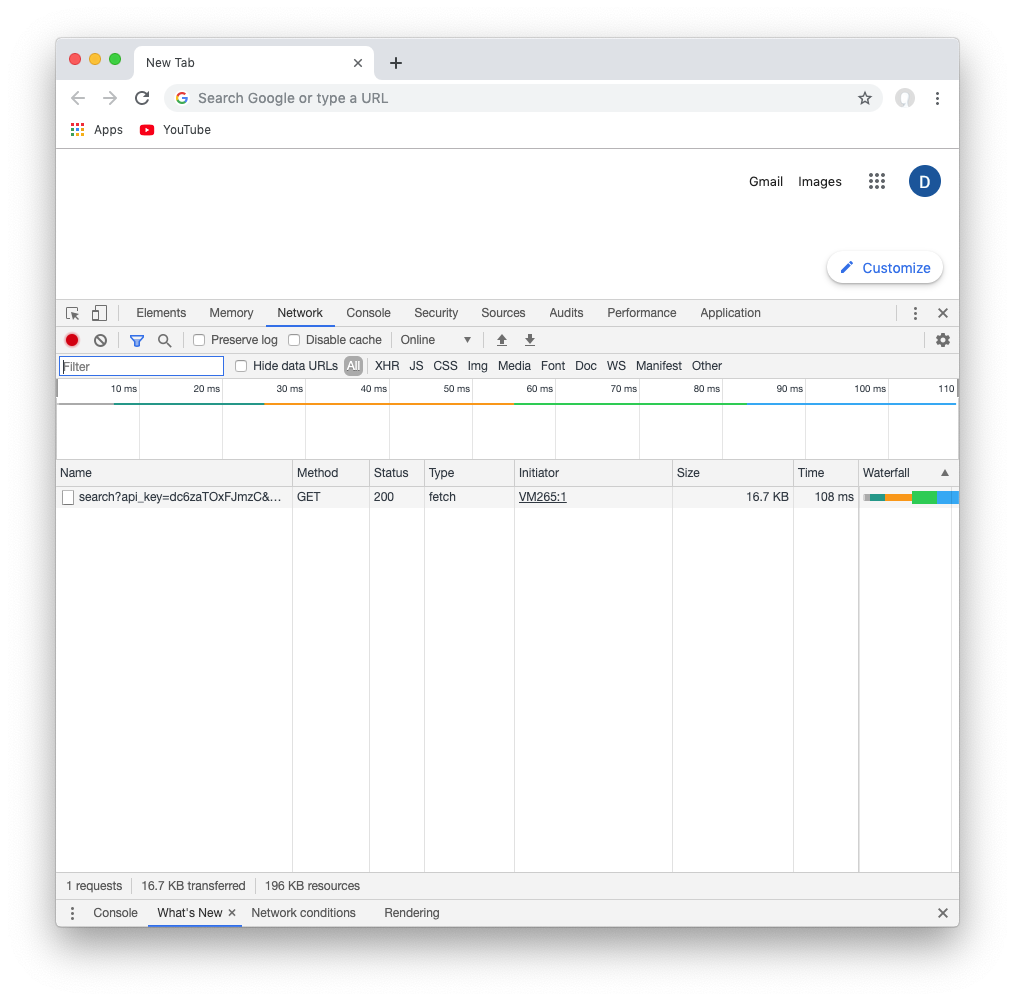 New Tab
Search Google or type a URL
Apps YouTube
Gmail Images D
Customize
Elements Memory Network Console Security Sources Audits Performance Application
Preserve log Disable cache Online
Filter Hide data URLs All XHR JS CSS Img Media Font Doc WS Manifest Other
10 ms 20 ms 30 ms 40 ms 50 ms 60 ms 70 ms 80 ms 90 ms 100 ms 110
Name Method Status Type Initiator Size Time Waterfall
search?api_key=dc6zaTOxFJmzC&... GET 200 fetch VM265:1 16.7 KB 108 ms
1 requests 16.7 KB transferred 196 KB resources
Console What's New Network conditions Rendering